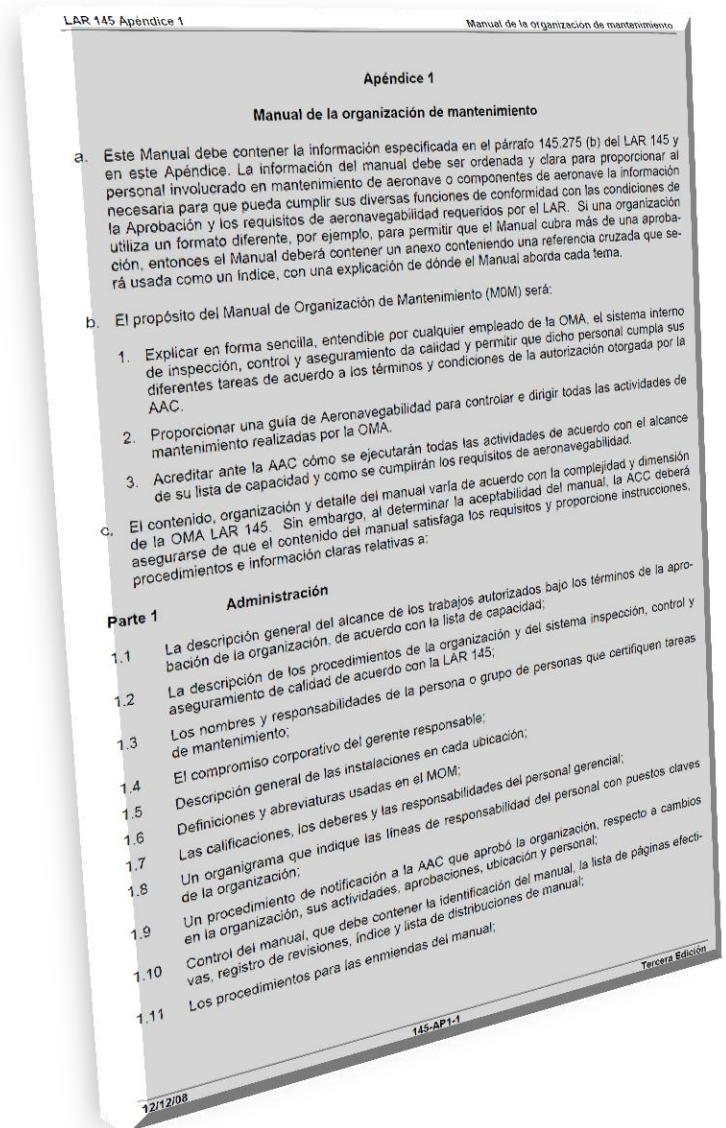 LAR 145 Apéndice 1
Manual de la organización de mantenimiento
Apéndice 1
Manual de la organización de mantenimiento
a. Este Manual debe contener la información especificada en el párrafo 145.275 (b) del LAR 145 y
en este Apéndice. La información del manual debe ser ordenada y clara para proporcionar al
personal involucrado en mantenimiento de aeronave o componentes de aeronave la información
necesaria para que pueda cumplir sus diversas funciones de conformidad con las condiciones de
la Aprobación y los requisitos de aeronavegabilidad requeridos por el LAR. Si una organización
utiliza un formato diferente, por ejemplo, para permitir que el Manual cubra más de una aproba-
ción, entonces el Manual deberá contener un anexo conteniendo una referencia cruzada que se-
rá usada como un índice, con una explicación de dónde el Manual aborda cada tema.
b. El propósito del Manual de Organización de Mantenimiento (MOM) será:
1. Explicar en forma sencilla, entendible por cualquier empleado de la OMA, el sistema interno
de inspección, control y aseguramiento da calidad y permitir que dicho personal cumpla sus
diferentes tareas de acuerdo a los términos y condiciones de la autorización otorgada por la
AAC.
2. Proporcionar una guía de Aeronavegabilidad para controlar e dirigir todas las actividades de
mantenimiento realizadas por la OMA.
3. Acreditar ante la AAC cómo se ejecutarán todas las actividades de acuerdo con el alcance
de su lista de capacidad y como se cumplirán los requisitos de aeronavegabilidad.
c. El contenido, organización y detalle del manual varía de acuerdo con la complejidad y dimensión
de la OMA LAR 145. Sin embargo, al determinar la aceptabilidad del manual, la ACC deberá
asegurarse de que el contenido del manual satisfaga los requisitos y proporcione instrucciones,
procedimientos e información claras relativas a:
Parte 1 Administración
1.1 La descripción general del alcance de los trabajos autorizados bajo los términos de la apro-
bación de la organización, de acuerdo con la lista de capacidad;
1.2 La descripción de los procedimientos de la organización y del sistema inspección, control y
aseguramiento de calidad de acuerdo con la LAR 145;
1.3 Los nombres y responsabilidades de la persona o grupo de personas que certifiquen tareas
de mantenimiento;
1.4 El compromiso corporativo del gerente responsable;
1.5 Descripción general de las instalaciones en cada ubicación;
1.6 Definiciones y abreviaturas usadas en el MOM;
1.7 Las calificaciones, los deberes y las responsabilidades del personal gerencial;
1.8 Un organigrama que indique las líneas de responsabilidad del personal con puestos claves
de la organización;
1.9 Un procedimiento de notificación a la AAC que aprobó la organización, respecto a cambios
en la organización, sus actividades, aprobaciones, ubicación y personal;
1.10 Control del manual, que debe contener la identificación del manual, la lista de páginas efecti-
vas, registro de revisiones, índice y lista de distribuciones de manual;
1.11 Los procedimientos para las enmiendas del manual;
12/12/08
145-AP1-1
Tercera Edición